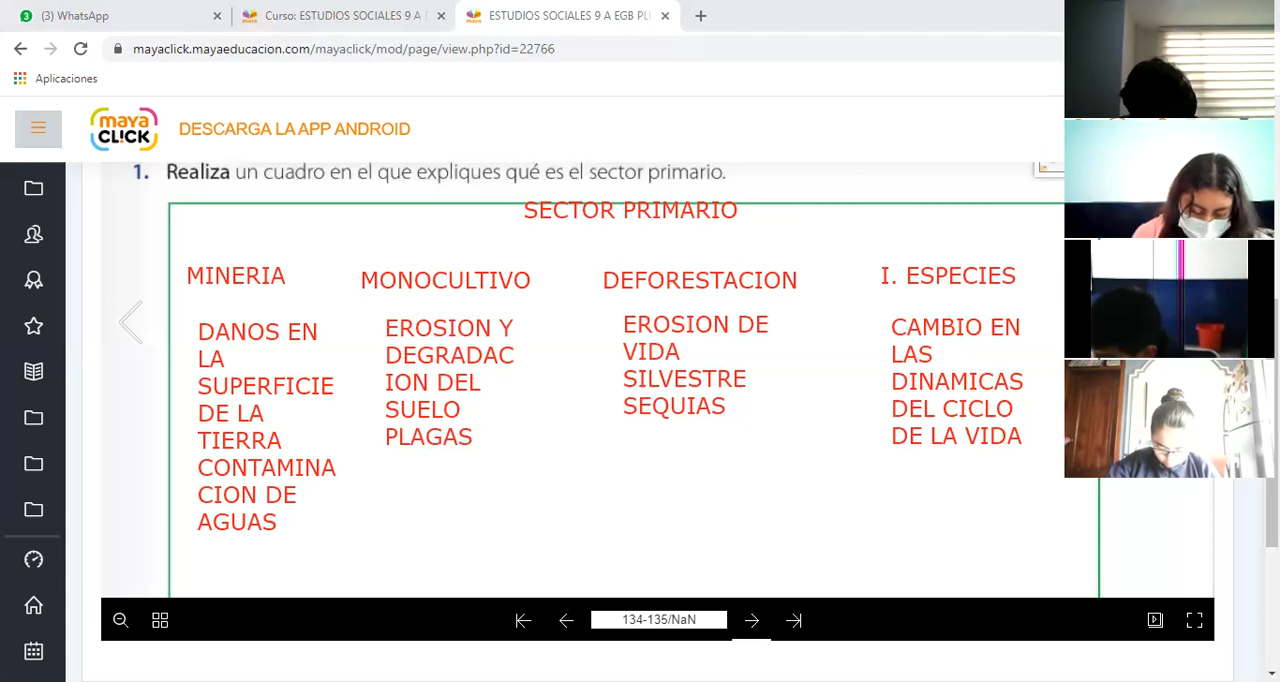 (3) WhatsApp
Curso: ESTUDIOS SOCIALES 9 A
ESTUDIOS SOCIALES 9 A EGB PL
mayaclick.mayaeducacion.com/mayaclick/mod/page/view.php?id=22766
Aplicaciones
maya
CLICK
DESCARGA LA APP ANDROID
1. Realiza un cuadro en el que expliques qué es el sector primario.
SECTOR PRIMARIO
MINERIA
DANOS EN
LA
SUPERFICIE
DE LA
TIERRA
CONTAMINA
CION DE
AGUAS
MONOCULTIVO
EROSION Y
DEGRADAC
ION DEL
SUELO
PLAGAS
DEFORESTACION
EROSION DE
VIDA
SILVESTRE
SEQUIAS
I. ESPECIES
CAMBIO EN
LAS
DINAMICAS
DEL CICLO
DE LA VIDA
134-135/NaN